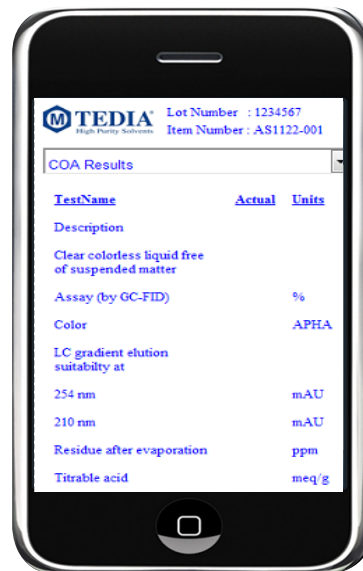 M TEDIA Lot Number : 1234567
High Purity Solvents Item Number : AS1122-001
COA Results
TestName Actual Units
Description
Clear colorless liquid free
of suspended matter
Assay (by GC-FID) %
Color APHA
LC gradient elution
suitabilty at
254 nm mAU
210 nm mAU
Residue after evaporation ppm
Titrable acid meq/g